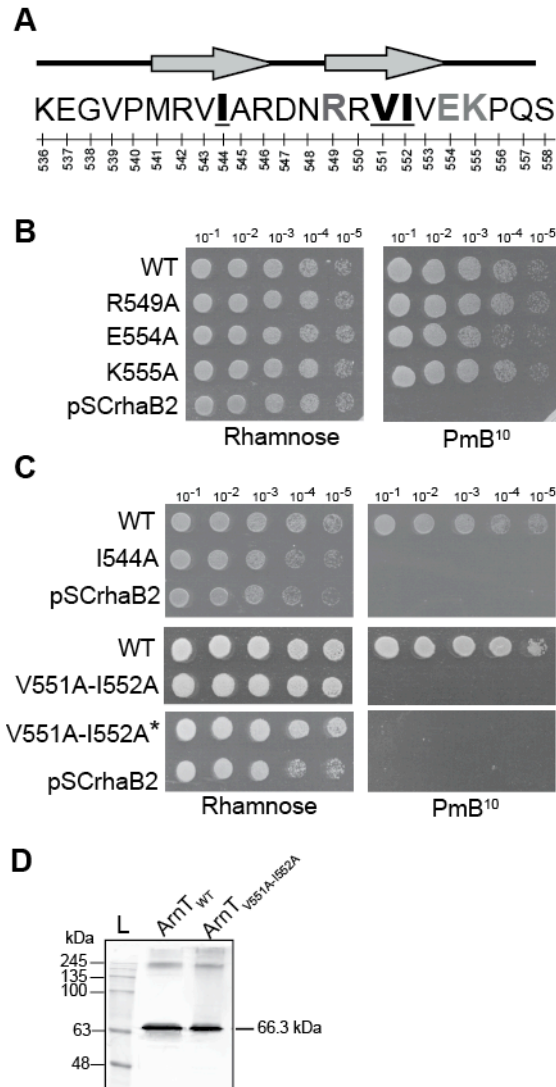 A
KEGVPMRVIARDNRRVIVEKPQS
536 537 538 539 540 541 542 543 544 545 546 547 548 549 550 551 552 553 554 555 556 557 558
B
10⁻¹ 10⁻² 10⁻³ 10⁻⁴ 10⁻⁵ 10⁻¹ 10⁻² 10⁻³ 10⁻⁴ 10⁻⁵
WT
R549A
E554A
K555A
pSCrhaB2
Rhamnose PmB¹⁰
C
10⁻¹ 10⁻² 10⁻³ 10⁻⁴ 10⁻⁵ 10⁻¹ 10⁻² 10⁻³ 10⁻⁴ 10⁻⁵
WT
I544A
pSCrhaB2
WT
V551A-I552A
V551A-I552A*
pSCrhaB2
Rhamnose PmB¹⁰
D
L ArnT WT ArnT V551A-I552A
kDa
245
135
100
63
48
66.3 kDa